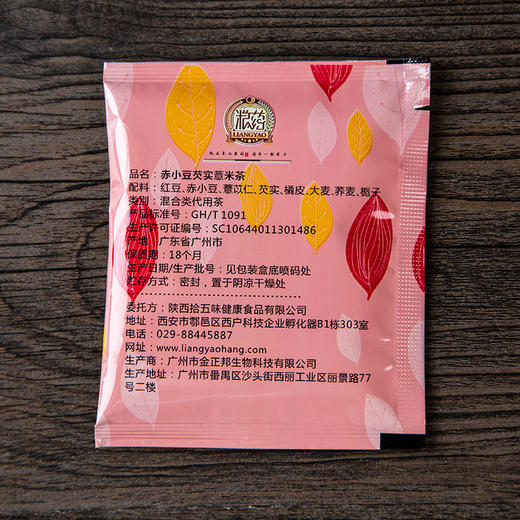 粮药
LIANGYAO
品名：赤小豆芡实薏米茶
配料：红豆、赤小豆、薏苡仁、芡实、橘皮、大麦、荞麦、栀子
类别：混合类代用茶
产品标准号：GH/T 1091
生产许可证编号：SC10644011301486
产地    广东省广州市
保质期：18个月
生产日期/生产批号：见包装盒底喷码处
贮存方式：密封，置于阴凉干燥处
委托方：陕西拾五味健康食品有限公司
地址：西安市鄠邑区西户科技企业孵化器B1栋303室
电话：029-88445887
网址：www.liangyaohang.com
生产商：广州市金正邦生物科技有限公司
生产地址：广州市番禺区沙头街西丽工业区丽景路77
号二楼